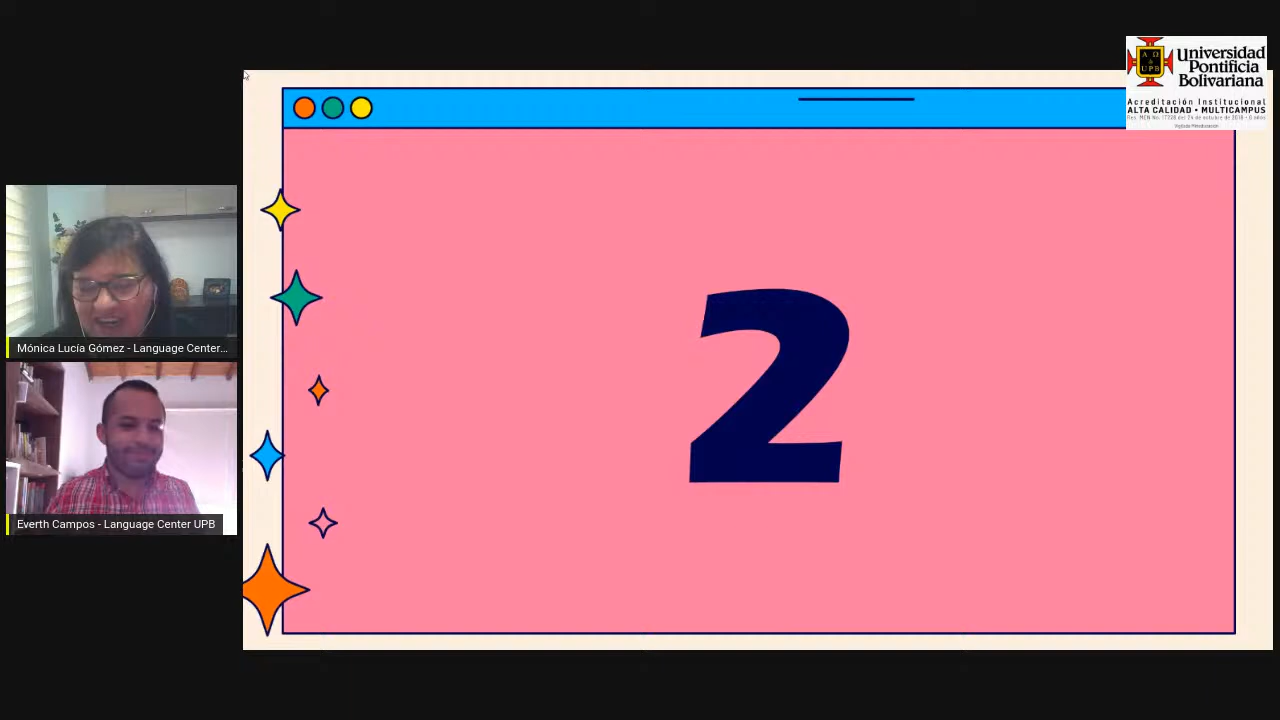 Universidad
Pontificia
Bolivariana
Acreditación Institucional
ALTA CALIDAD • MULTICAMPUS
2
Mónica Lucía Gómez - Language Center...
Everth Campos - Language Center UPB